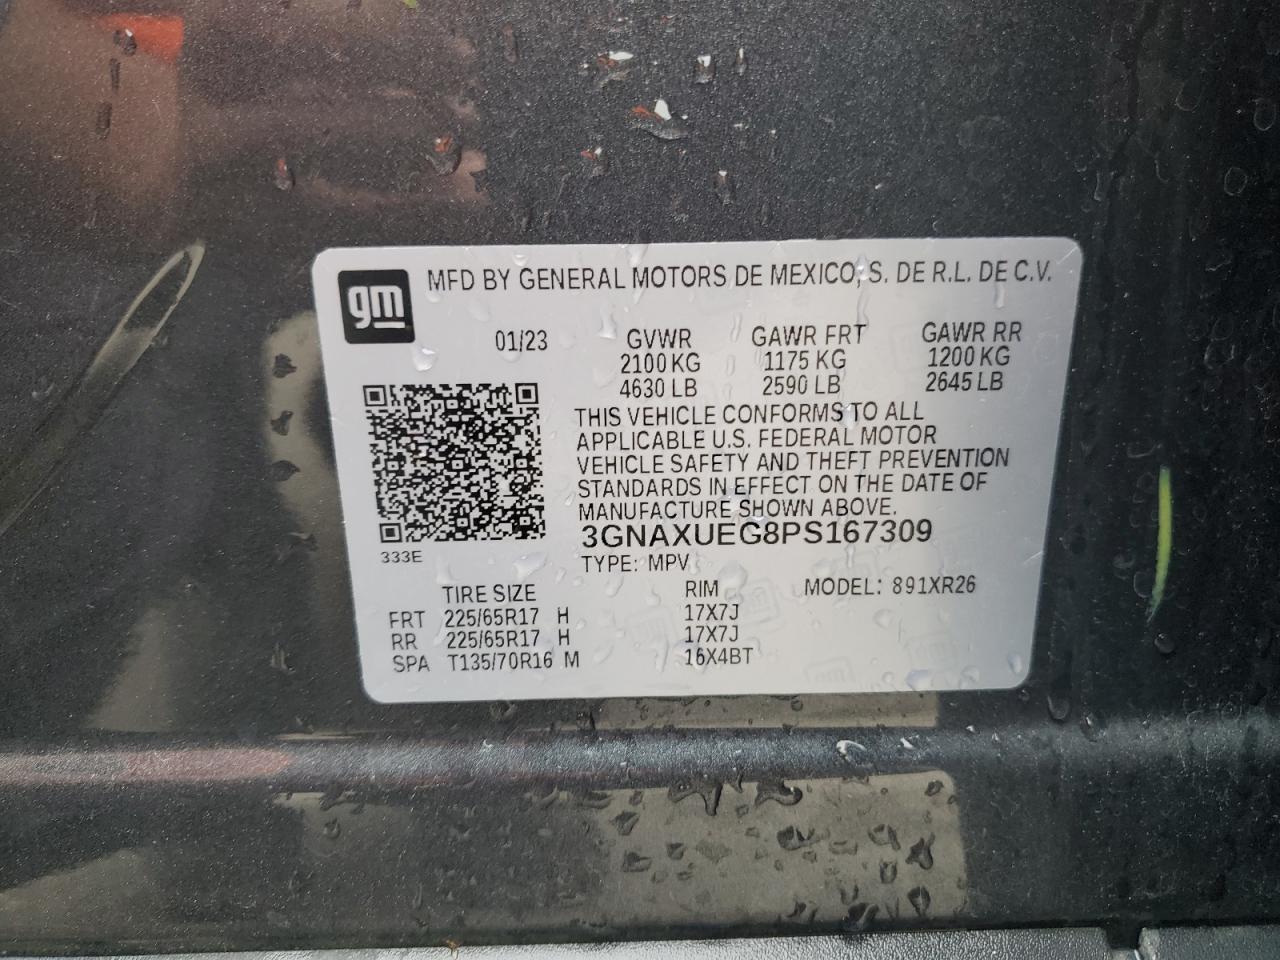 gm
MFD BY GENERAL MOTORS DE MEXICO, S. DE R.L. DE C.V.
01/23 GVWR GAWR FRT GAWR RR
2100 KG 1175 KG 1200 KG
4630 LB 2590 LB 2645 LB
THIS VEHICLE CONFORMS TO ALL
APPLICABLE U.S. FEDERAL MOTOR
VEHICLE SAFETY AND THEFT PREVENTION
STANDARDS IN EFFECT ON THE DATE OF
MANUFACTURE SHOWN ABOVE.
3GNAXUEG8PS167309
333E
TYPE: MPV
TIRE SIZE RIM MODEL: 891XR26
FRT 225/65R17 H 17X7J
RR 225/65R17 H 17X7J
SPA T135/70R16 M 16X4BT